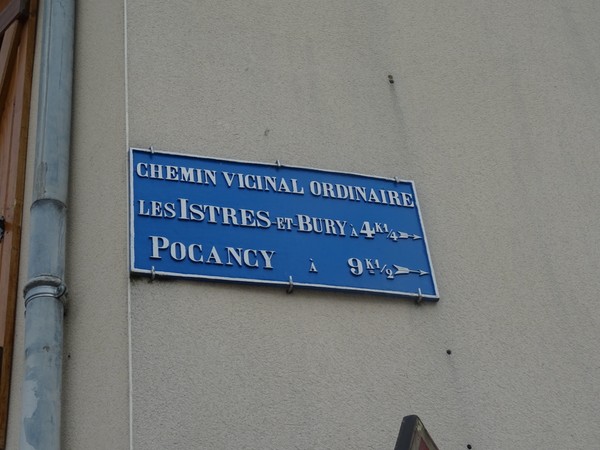 CHEMIN VICINAL ORDINAIRE
LES ISTRES-ET-BURY À 4K1/4
POCANCY À 9K1/2